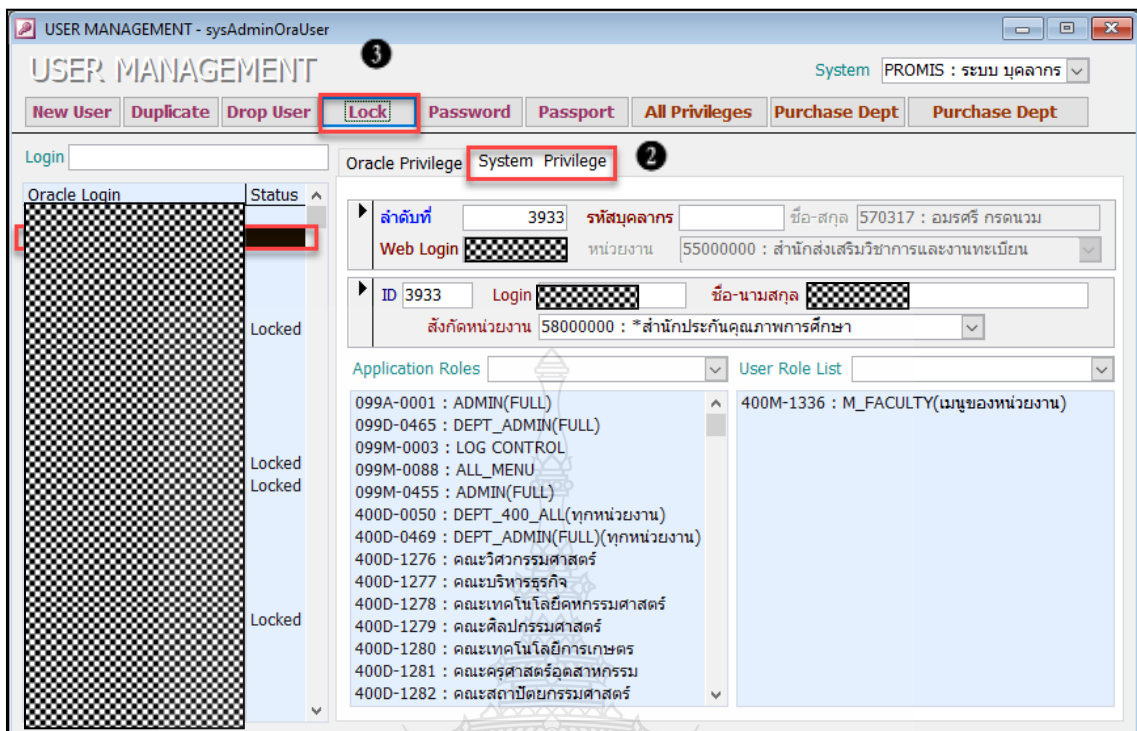 USER MANAGEMENT - sysAdminOraUser
USER MANAGEMENT
3
System PROMIS : ระบบ บุคลากร
New User Duplicate Drop User Lock Password Passport All Privileges Purchase Dept Purchase Dept
Login
Oracle Privilege System Privilege 2
Oracle Login Status
ลำดับที่ 3933 รหัสบุคลากร ชื่อ-สกุล 570317 : อมรศรี กรดนวม
Web Login หน่วยงาน 55000000 : สำนักส่งเสริมวิชาการและงานทะเบียน
ID 3933 Login ชื่อ-นามสกุล
สังกัดหน่วยงาน 58000000 : *สำนักประกันคุณภาพการศึกษา
Locked
Locked
Locked
Locked
Application Roles
099A-0001 : ADMIN(FULL)
099D-0465 : DEPT_ADMIN(FULL)
099M-0003 : LOG CONTROL
099M-0088 : ALL_MENU
099M-0455 : ADMIN(FULL)
400D-0050 : DEPT_400_ALL(ทุกหน่วยงาน)
400D-0469 : DEPT_ADMIN(FULL)(ทุกหน่วยงาน)
400D-1276 : คณะวิศวกรรมศาสตร์
400D-1277 : คณะบริหารธุรกิจ
400D-1278 : คณะเทคโนโลยีคหกรรมศาสตร์
400D-1279 : คณะศิลปกรรมศาสตร์
400D-1280 : คณะเทคโนโลยีการเกษตร
400D-1281 : คณะครุศาสตร์อุตสาหกรรม
400D-1282 : คณะสถาปัตยกรรมศาสตร์
User Role List
400M-1336 : M_FACULTY(เมนูของหน่วยงาน)